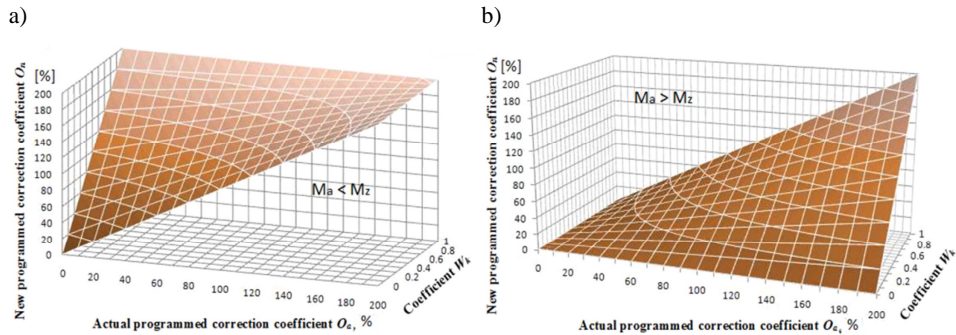 a)
b)
New programmed correction coefficient Oₙ [%]
200
180
160
140
120
100
80
60
40
20
0
Mₐ < M_z
0 20 40 60 80 100 120 140 160 180 200
0 0.2 0.4 0.6 0.8 1
Coefficient Wₖ
Actual programmed correction coefficient Oₐ, %
New programmed correction coefficient Oₙ [%]
200
180
160
140
120
100
80
60
40
20
0
Mₐ > M_z
0 20 40 60 80 100 120 140 160 180 200
0 0.2 0.4 0.6 0.8 1
Coefficient Wₖ
Actual programmed correction coefficient Oₐ, %